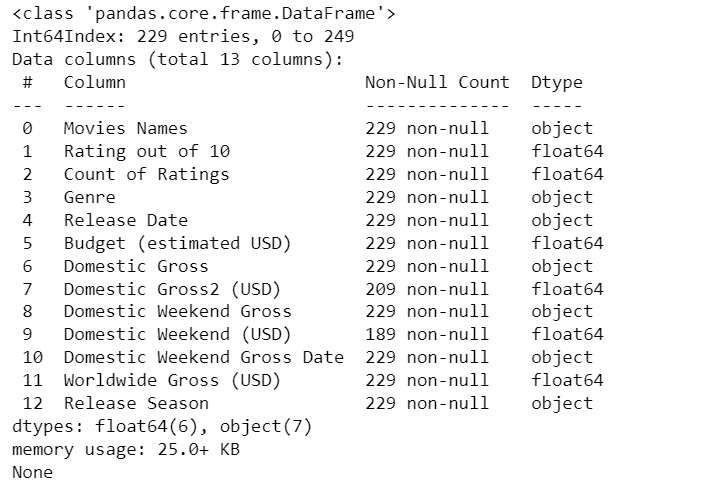 <class 'pandas.core.frame.DataFrame'>
Int64Index: 229 entries, 0 to 249
Data columns (total 13 columns):
 #   Column                       Non-Null Count  Dtype
---  ------                       --------------  -----
 0   Movies Names                 229 non-null    object
 1   Rating out of 10             229 non-null    float64
 2   Count of Ratings             229 non-null    float64
 3   Genre                        229 non-null    object
 4   Release Date                 229 non-null    object
 5   Budget (estimated USD)       229 non-null    float64
 6   Domestic Gross               229 non-null    object
 7   Domestic Gross2 (USD)        209 non-null    float64
 8   Domestic Weekend Gross       229 non-null    object
 9   Domestic Weekend (USD)       189 non-null    float64
 10  Domestic Weekend Gross Date  229 non-null    object
 11  Worldwide Gross (USD)        229 non-null    float64
 12  Release Season               229 non-null    object
dtypes: float64(6), object(7)
memory usage: 25.0+ KB
None